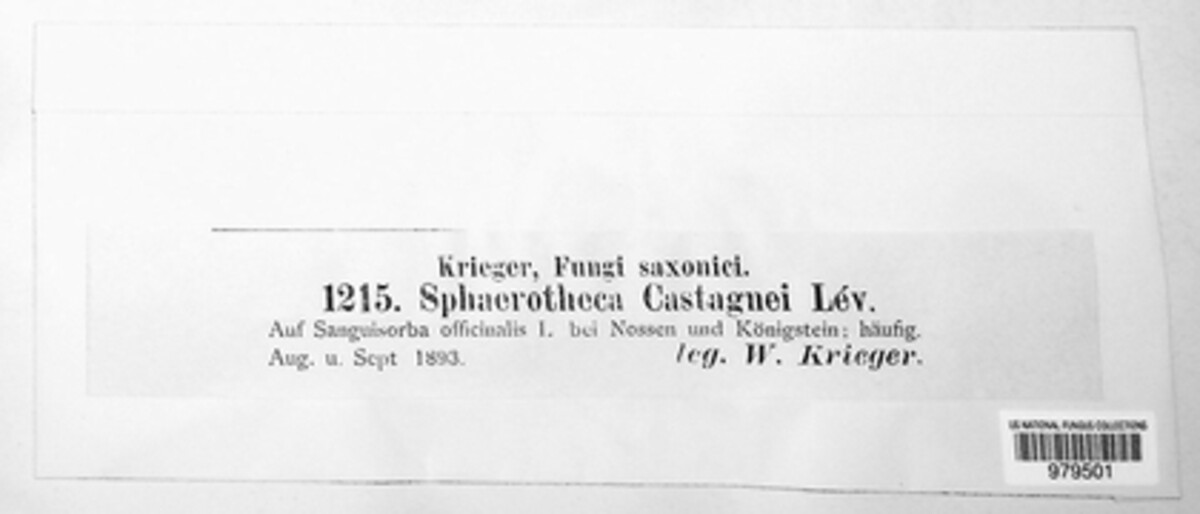 Krieger, Fungi saxonici.
1215. Sphaerotheca Castagnei Lév.
Auf Sanguisorba officinalis L. bei Nossen und Königstein; häufig.
Aug. u. Sept 1893. leg. W. Krieger.
US NATIONAL FUNGUS COLLECTIONS
979501